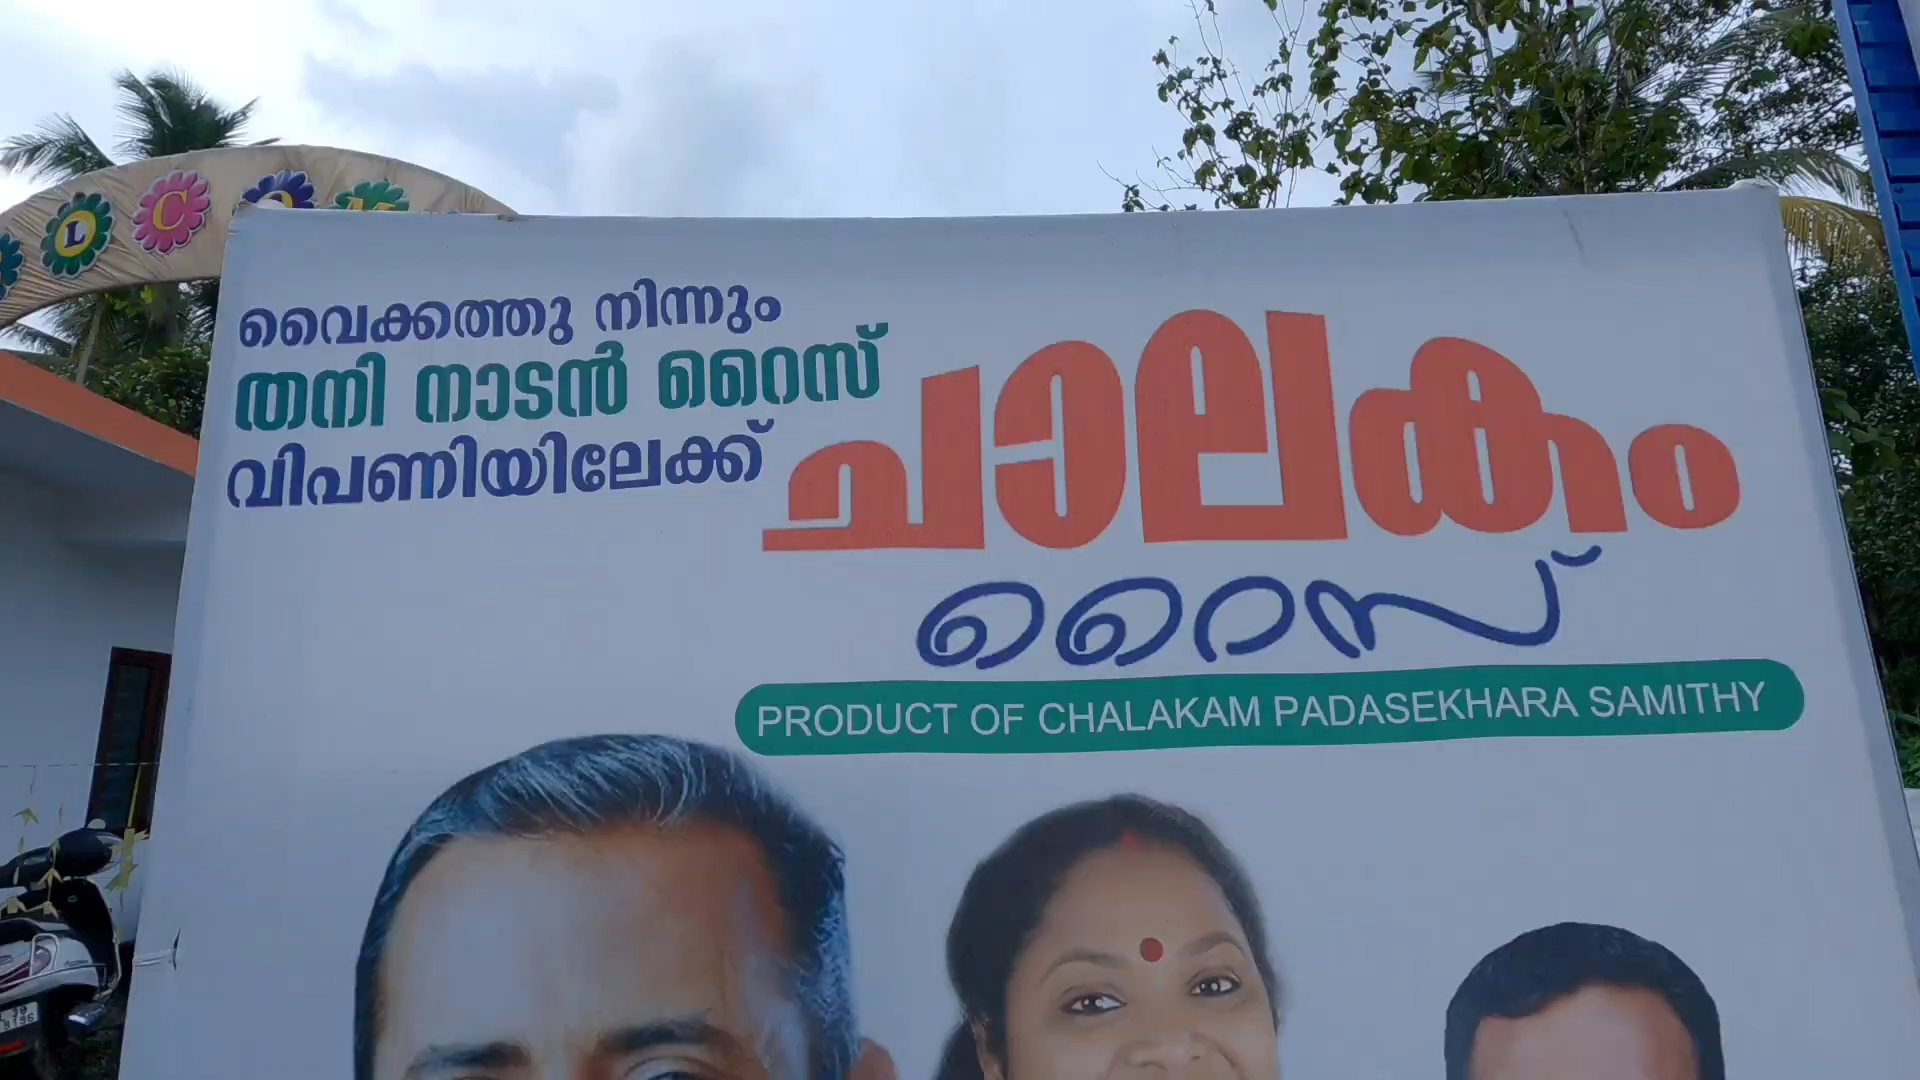 L C O M
വൈക്കത്തു നിന്നും
തനി നാടൻ റൈസ്
വിപണിയിലേക്ക്
ചാലകം
റൈസ്
PRODUCT OF CHALAKAM PADASEKHARA SAMITHY